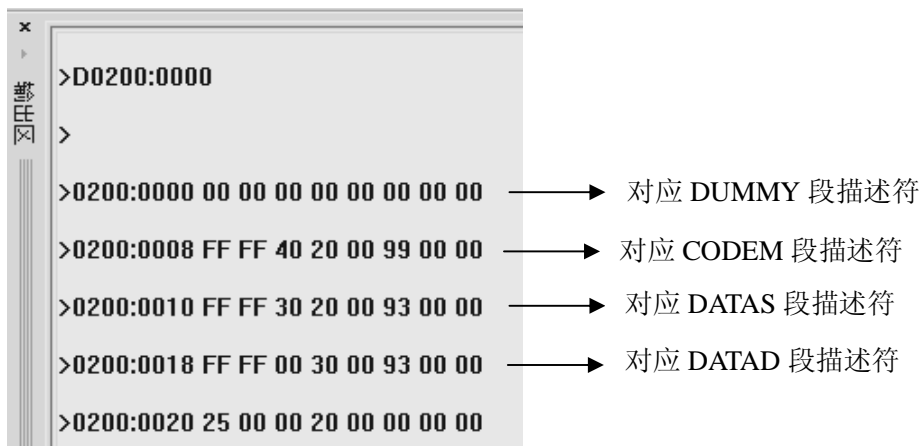 ×
输出区
>D0200:0000
>
>0200:0000 00 00 00 00 00 00 00 00
对应 DUMMY 段描述符
>0200:0008 FF FF 40 20 00 99 00 00
对应 CODEM 段描述符
>0200:0010 FF FF 30 20 00 93 00 00
对应 DATAS 段描述符
>0200:0018 FF FF 00 30 00 93 00 00
对应 DATAD 段描述符
>0200:0020 25 00 00 20 00 00 00 00